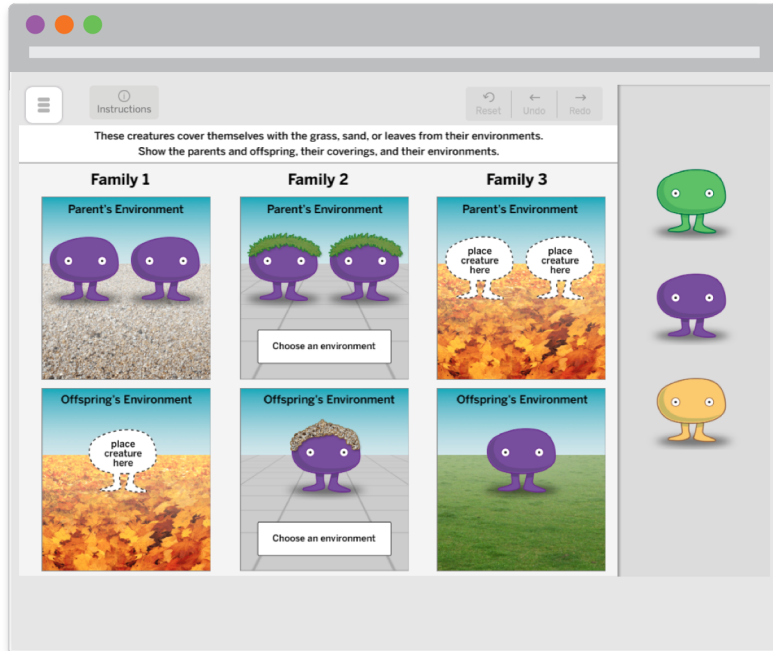 Instructions
Reset
Undo
Redo
These creatures cover themselves with the grass, sand, or leaves from their environments.
Show the parents and offspring, their coverings, and their environments.
Family 1
Family 2
Family 3
Parent's Environment
Parent's Environment
Parent's Environment
place
creature
here
place
creature
here
Choose an environment
Offspring's Environment
Offspring's Environment
Offspring's Environment
place
creature
here
Choose an environment